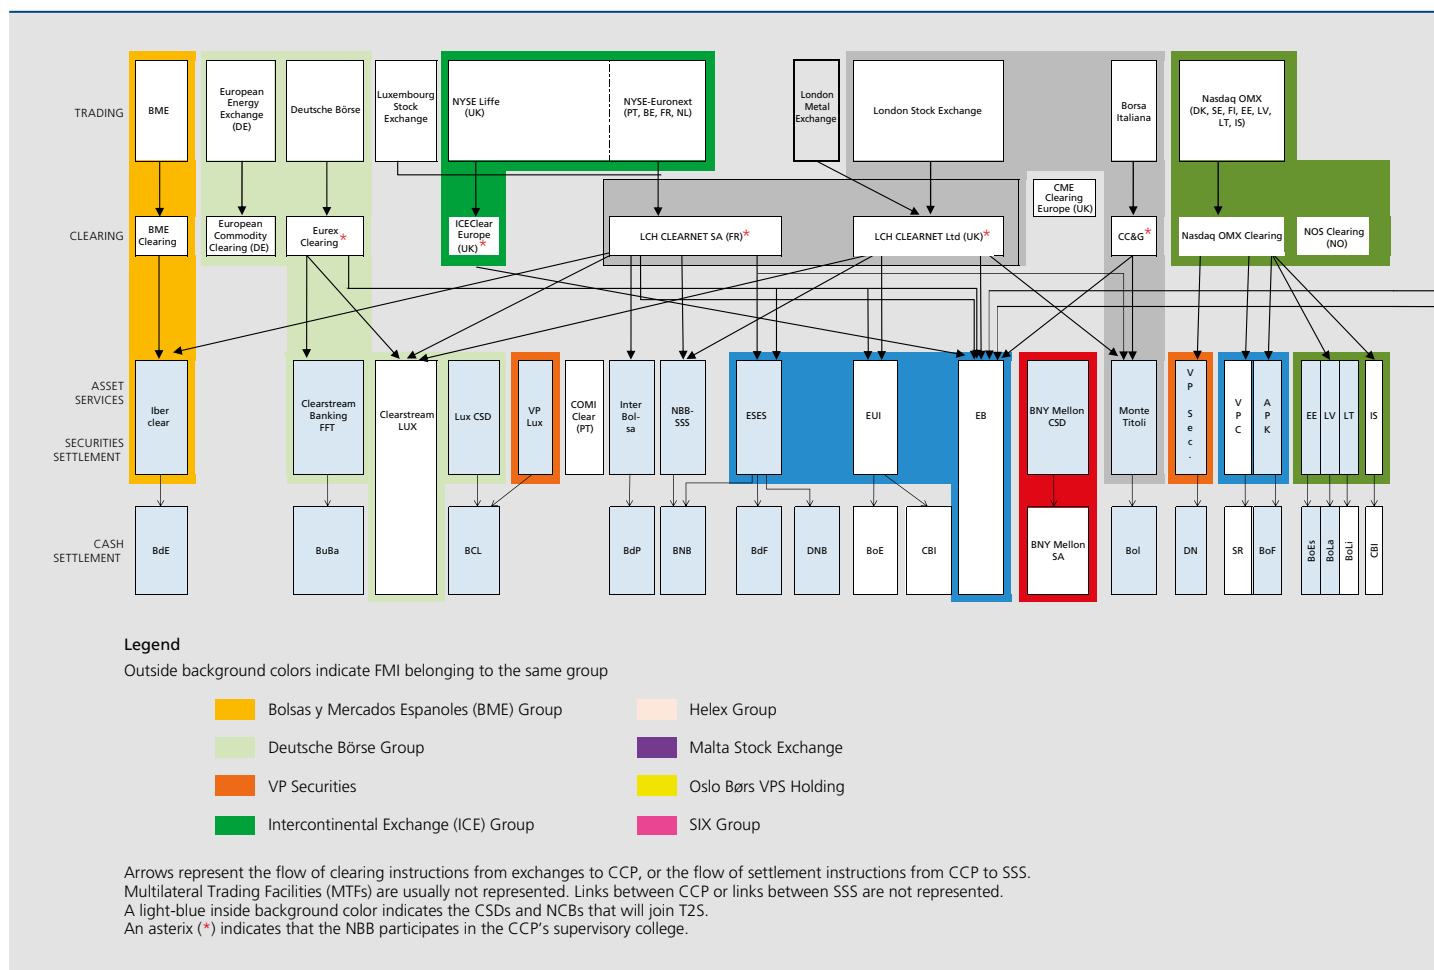 TRADING
BME
European
Energy
Exchange
(DE)
Deutsche Börse
Luxembourg
Stock
Exchange
NYSE Liffe
(UK)
NYSE-Euronext
(PT, BE, FR, NL)
London
Metal
Exchange
London Stock Exchange
Borsa
Italiana
Nasdaq OMX
(DK, SE, FI, EE, LV,
LT, IS)
CLEARING
BME
Clearing
European
Commodity
Clearing (DE)
Eurex
Clearing *
ICEClear
Europe
(UK) *
LCH CLEARNET SA (FR)*
LCH CLEARNET Ltd (UK)*
CME
Clearing
Europe (UK)
CC&G*
Nasdaq OMX Clearing
NOS Clearing
(NO)
ASSET
SERVICES
SECURITIES
SETTLEMENT
Iber
clear
Clearstream
Banking
FFT
Clearstream
LUX
Lux CSD
VP
Lux
COMI
Clear
(PT)
Inter
Bol-
sa
NBB-
SSS
ESES
EUI
EB
BNY Mellon
CSD
Monte
Titoli
V
P
S
e
c
.
V
P
C
A
P
K
EE
LV
LT
IS
CASH
SETTLEMENT
BdE
BuBa
BCL
BdP
BNB
BdF
DNB
BoE
CBI
BNY Mellon
SA
BoI
DN
SR
BoF
BoEs
BoLa
BoLi
CBI
Legend
Outside background colors indicate FMI belonging to the same group
Bolsas y Mercados Espanoles (BME) Group
Deutsche Börse Group
VP Securities
Intercontinental Exchange (ICE) Group
Helex Group
Malta Stock Exchange
Oslo Børs VPS Holding
SIX Group
Arrows represent the flow of clearing instructions from exchanges to CCP, or the flow of settlement instructions from CCP to SSS.
Multilateral Trading Facilities (MTFs) are usually not represented. Links between CCP or links between SSS are not represented.
A light-blue inside background color indicates the CSDs and NCBs that will join T2S.
An asterix (*) indicates that the NBB participates in the CCP's supervisory college.